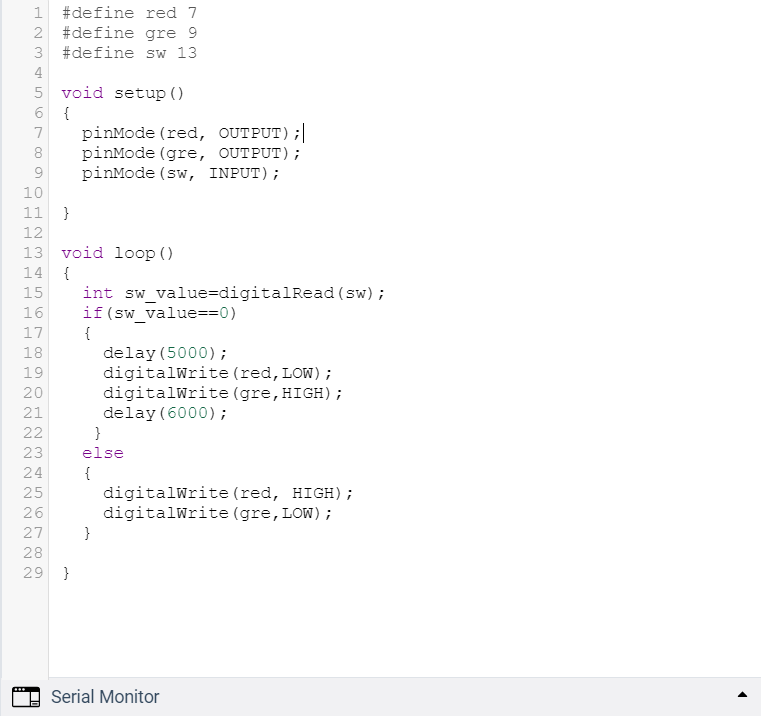 1 #define red 7
2 #define gre 9
3 #define sw 13
4
5 void setup()
6 {
7   pinMode(red, OUTPUT);
8   pinMode(gre, OUTPUT);
9   pinMode(sw, INPUT);
10
11 }
12
13 void loop()
14 {
15   int sw_value=digitalRead(sw);
16   if(sw_value==0)
17   {
18     delay(5000);
19     digitalWrite(red,LOW);
20     digitalWrite(gre,HIGH);
21     delay(6000);
22    }
23   else
24   {
25     digitalWrite(red, HIGH);
26     digitalWrite(gre,LOW);
27   }
28
29 }
Serial Monitor